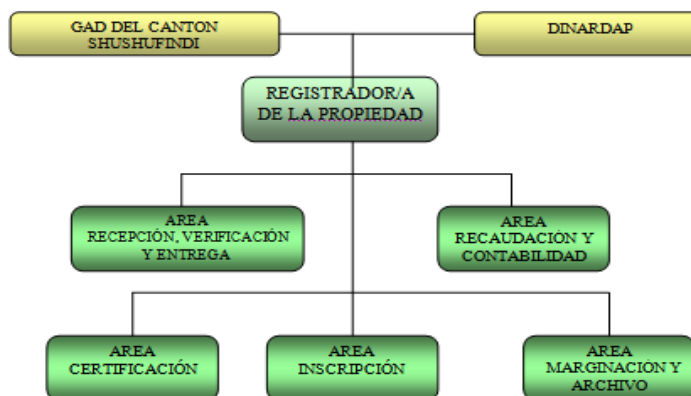 GAD DEL CANTON
SHUSHUFINDI
DINARDAP
REGISTRADOR/A
DE LA PROPIEDAD
AREA
RECEPCIÓN, VERIFICACIÓN
Y ENTREGA
AREA
RECAUDACIÓN Y
CONTABILIDAD
AREA
CERTIFICACIÓN
AREA
INSCRIPCIÓN
AREA
MARGINACIÓN Y
ARCHIVO